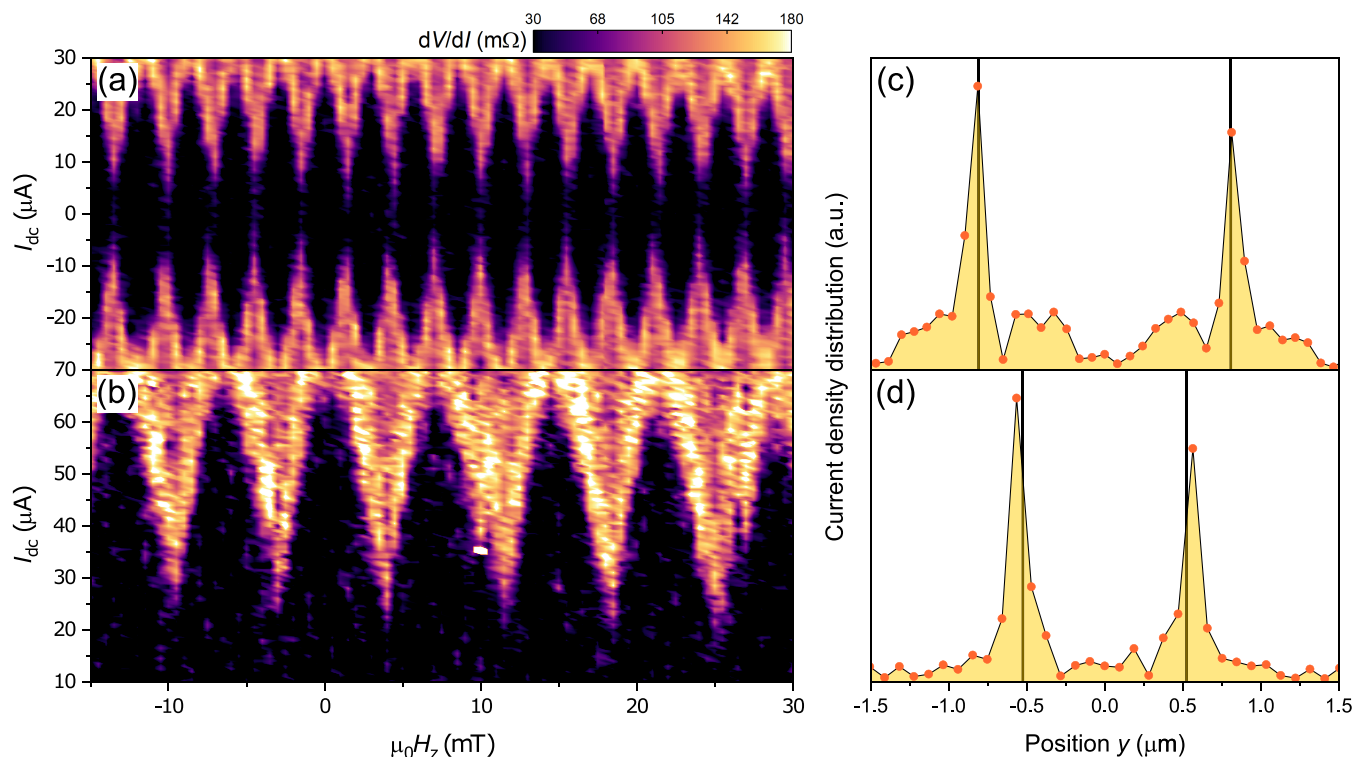 30 68 105 142 180
dV/dI (mΩ)
(a)
30
20
10
0
-10
-20
70
I_dc (μA)
(b)
60
50
40
30
20
10
I_dc (μA)
-10 0 10 20 30
μ₀H_z (mT)
(c)
(d)
Current density distribution (a.u.)
-1.5 -1.0 -0.5 0.0 0.5 1.0 1.5
Position y (μm)